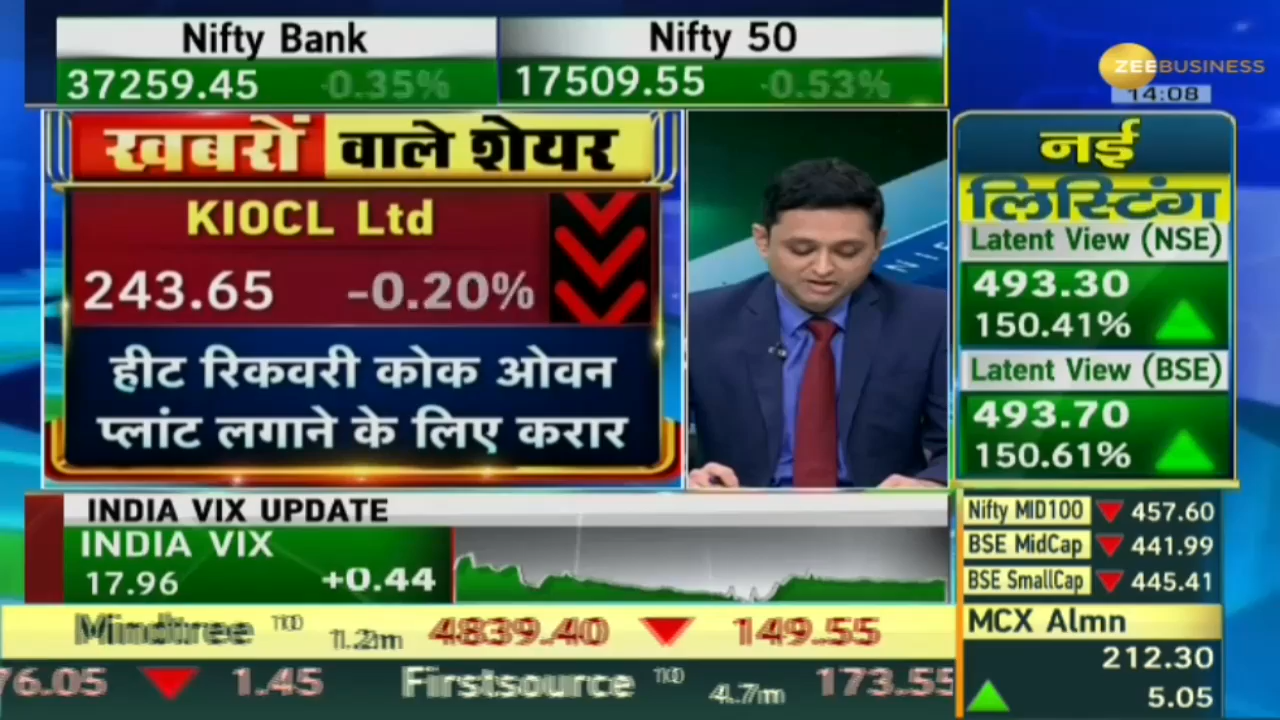 Nifty Bank
37259.45 -0.35%
Nifty 50
17509.55 -0.53%
ZEEBUSINESS
14:08
खबरों वाले शेयर
KIOCL Ltd
243.65 -0.20%
हीट रिकवरी कोक ओवन
प्लांट लगाने के लिए करार
नई
लिस्टिंग
Latent View (NSE)
493.30
150.41%
Latent View (BSE)
493.70
150.61%
INDIA VIX UPDATE
INDIA VIX
17.96 +0.44
Nifty MID100 457.60
BSE MidCap 441.99
BSE SmallCap 445.41
MCX Almn
212.30
5.05
Mindtree 1.2m 4839.40 149.55
76.05 1.45 Firstsource 4.7m 173.55